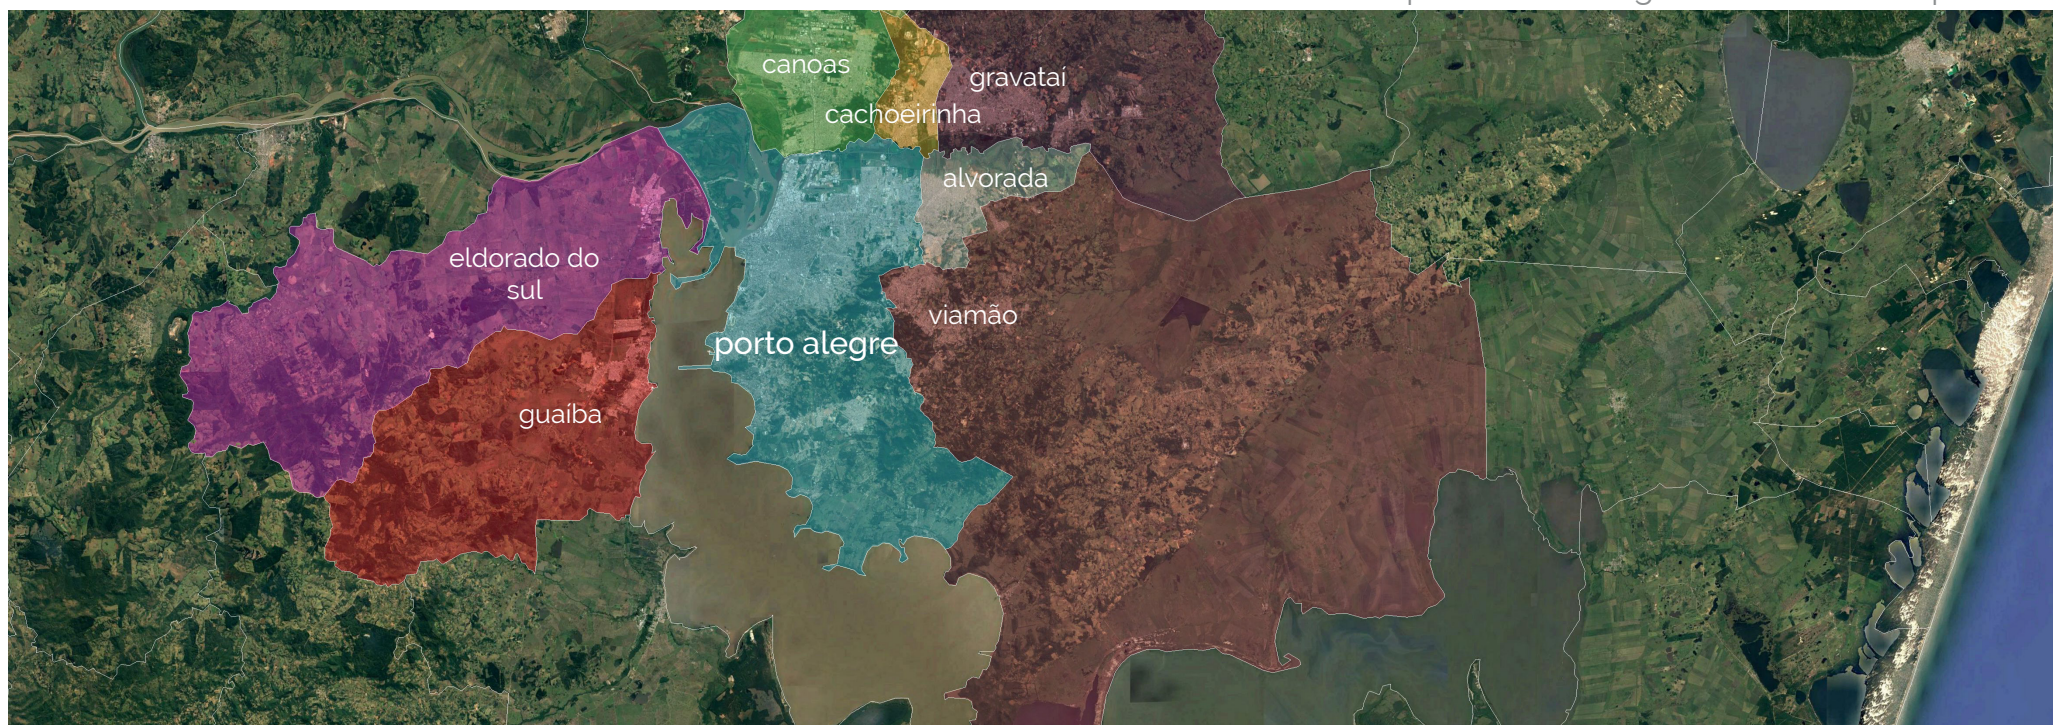 canoas
gravataí
cachoeirinha
alvorada
eldorado do
sul
viamão
porto alegre
guaíba